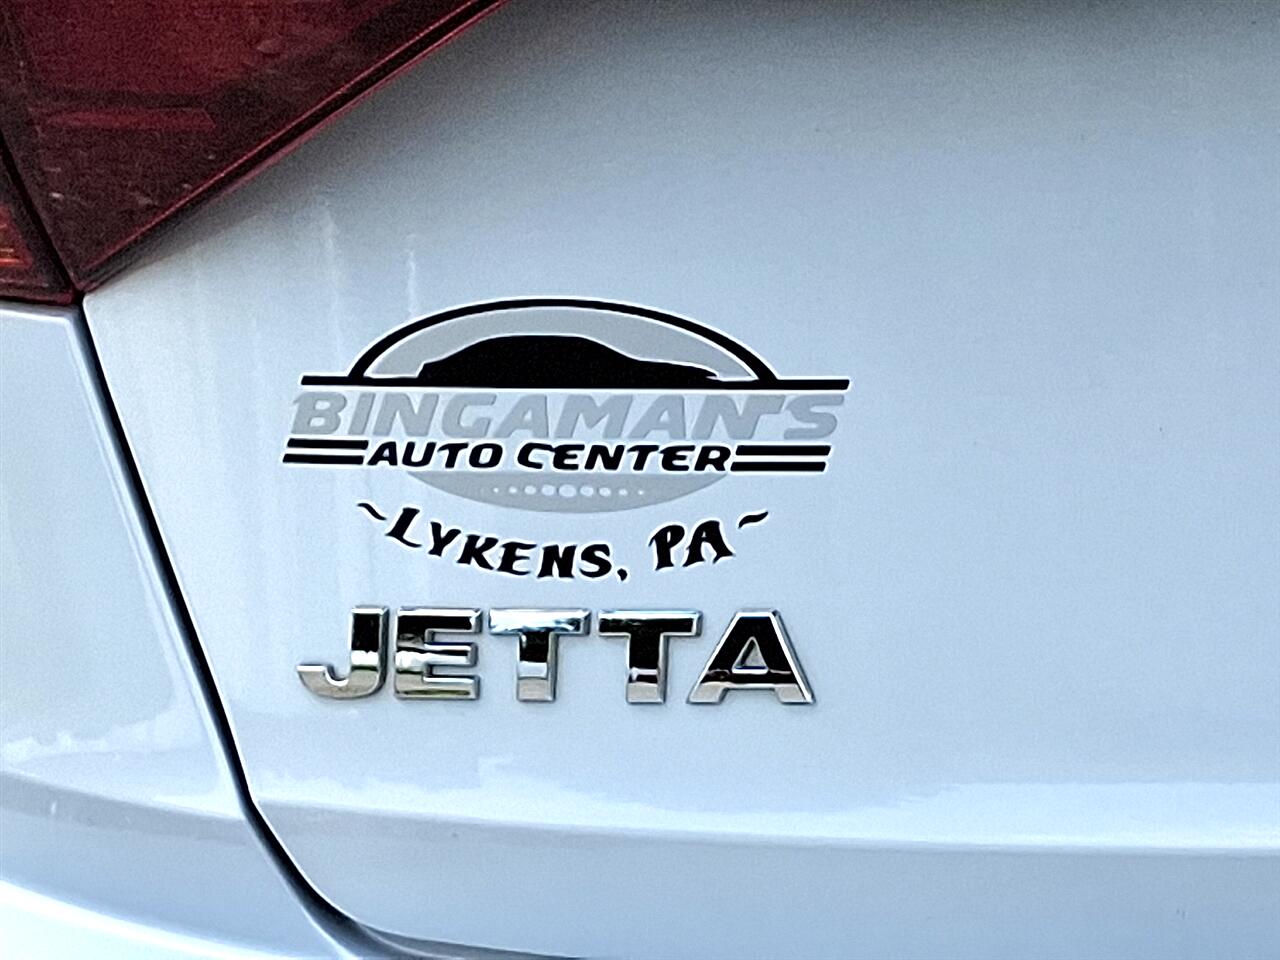 BINGAMAN'S
AUTO CENTER
~LYKENS, PA~
JETTA